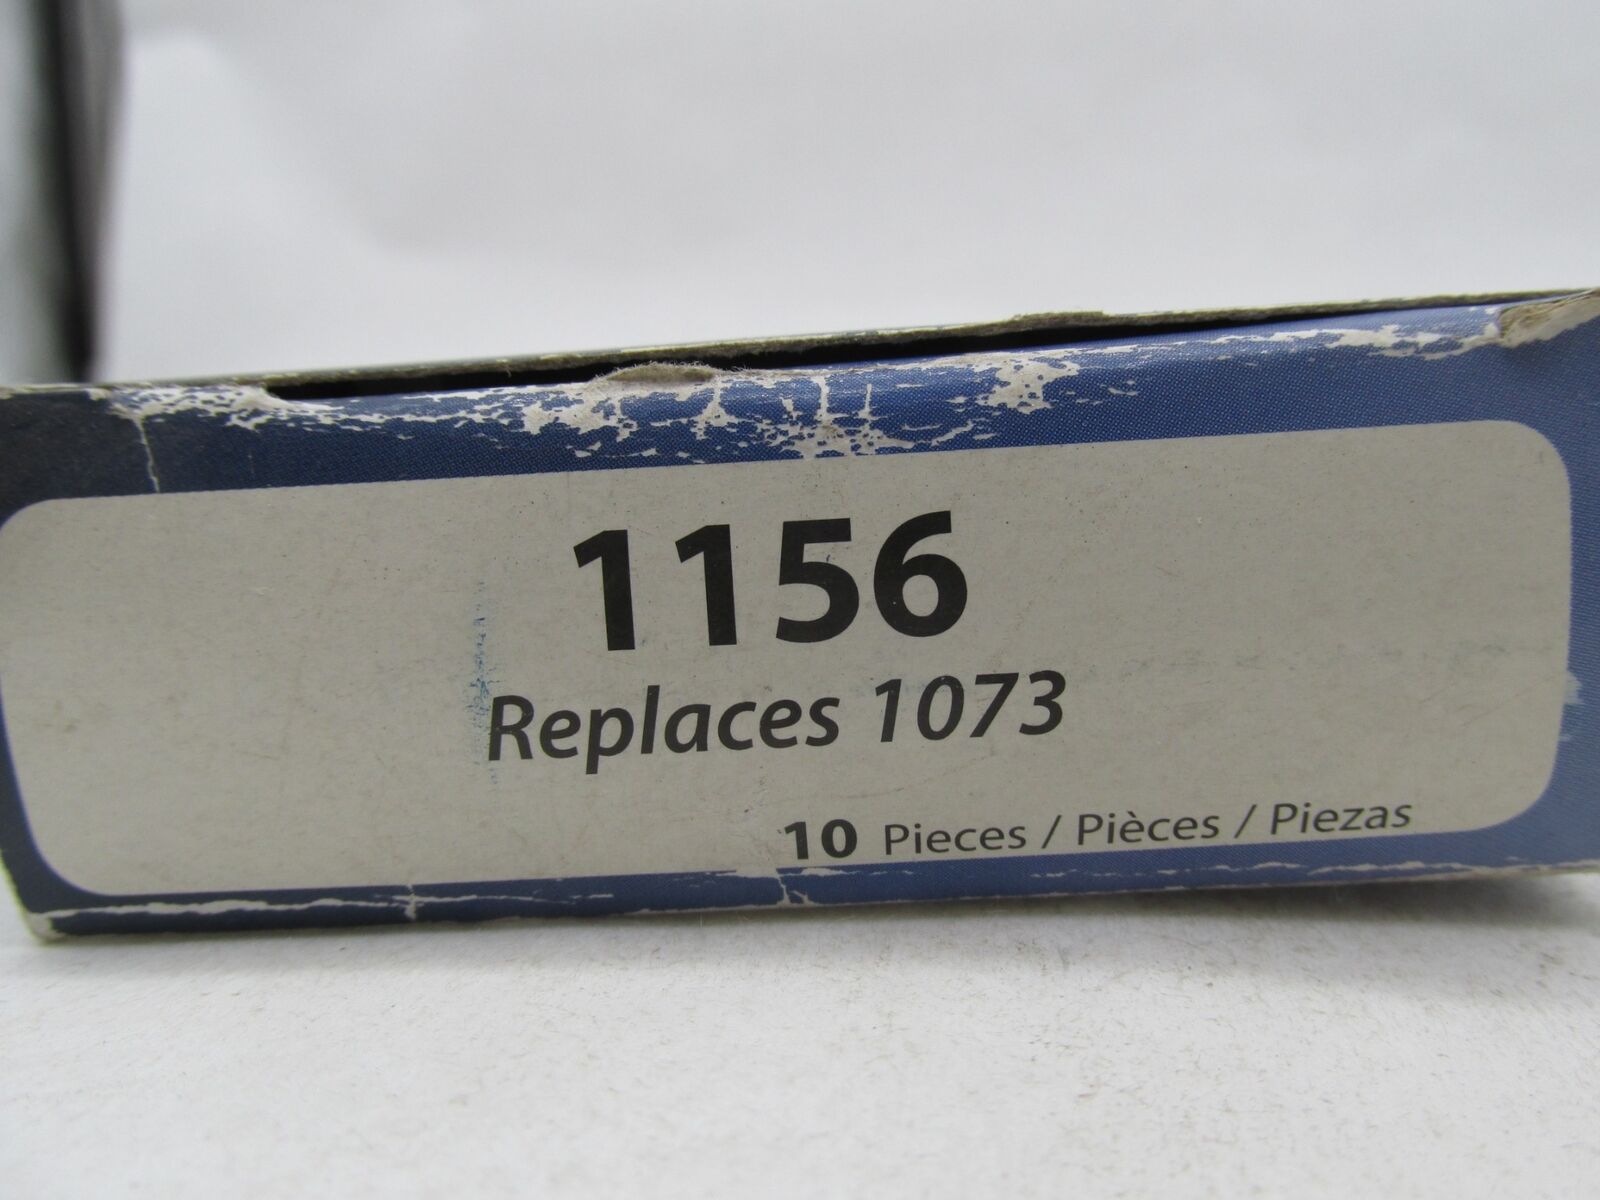 1156
Replaces 1073
10 Pieces / Pièces / Piezas